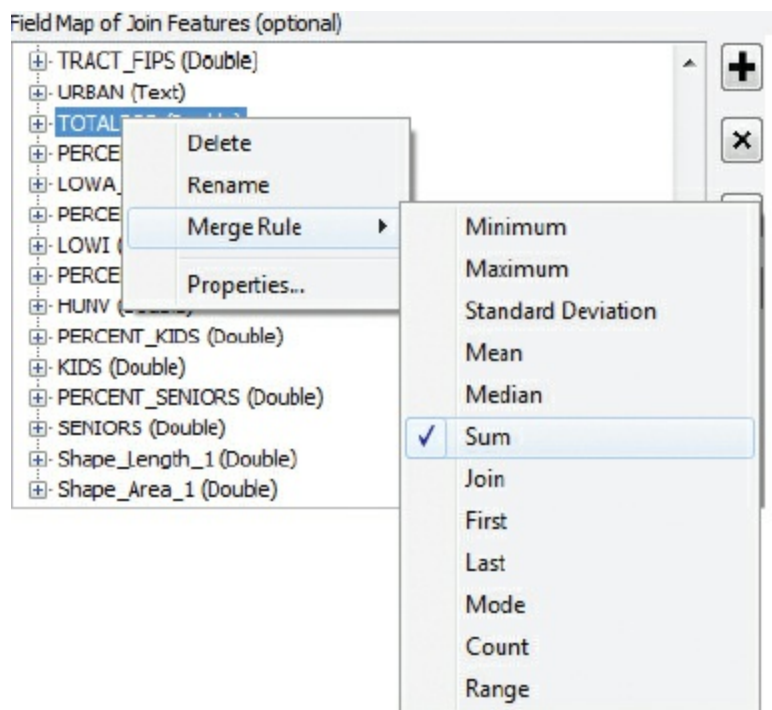 Field Map of Join Features (optional)
TRACT_FIPS (Double)
URBAN (Text)
TOTAL
PERCE
LOWA_
PERCE
LOWI (
PERCE
HUNV (
PERCENT_KIDS (Double)
KIDS (Double)
PERCENT_SENIORS (Double)
SENIORS (Double)
Shape_Length_1 (Double)
Shape_Area_1 (Double)
Delete
Rename
Merge Rule
Properties...
Minimum
Maximum
Standard Deviation
Mean
Median
Sum
Join
First
Last
Mode
Count
Range